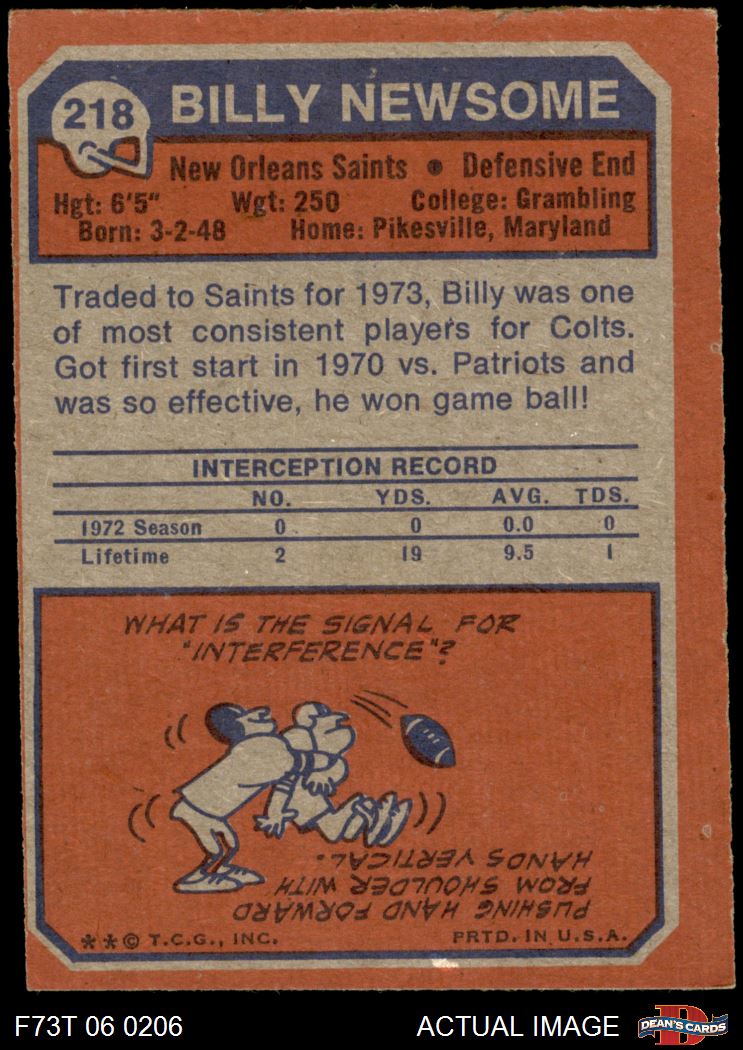 218
BILLY NEWSOME
New Orleans Saints • Defensive End
Hgt: 6'5" Wgt: 250 College: Grambling
Born: 3-2-48 Home: Pikesville, Maryland
Traded to Saints for 1973, Billy was one
of most consistent players for Colts.
Got first start in 1970 vs. Patriots and
was so effective, he won game ball!
INTERCEPTION RECORD
NO. YDS. AVG. TDS.
1972 Season 0 0 0.0 0
Lifetime 2 19 9.5 1
WHAT IS THE SIGNAL FOR
"INTERFERENCE"?
PUSHING HAND FORWARD
FROM SHOULDER WITH
HANDS VERTICAL.
**© T.C.G., INC. PRTD. IN U.S.A.
F73T 06 0206 ACTUAL IMAGE
D
DEAN'S CARDS